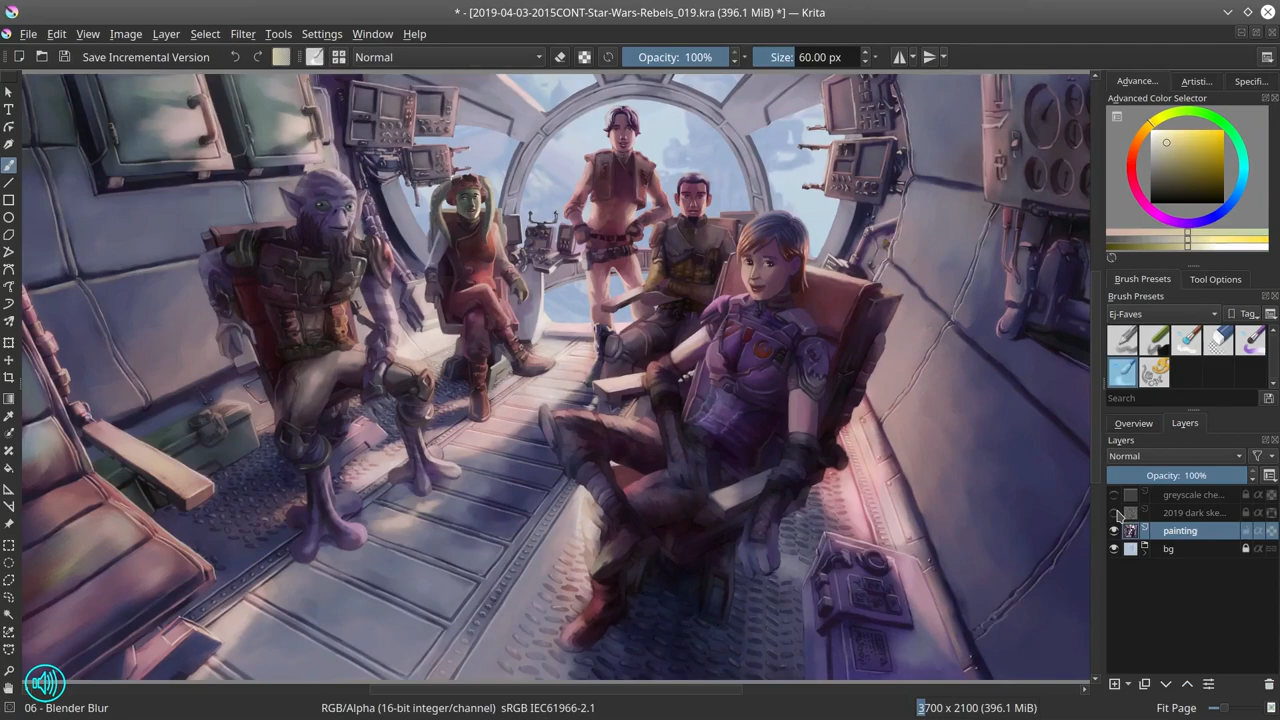 * - [2019-04-03-2015CONT-Star-Wars-Rebels_019.kra (396.1 MiB) *] — Krita
File Edit View Image Layer Select Filter Tools Settings Window Help
Save Incremental Version
Normal
Opacity: 100%
Size: 60.00 px
Advance... Artisti... Specifi...
Advanced Color Selector
Brush Presets Tool Options
Brush Presets
Ej-Faves
Tag
Search
Overview Layers
Layers
Normal
Opacity: 100%
greyscale che...
2019 dark ske...
painting
bg
06 - Blender Blur
RGB/Alpha (16-bit integer/channel) sRGB IEC61966-2.1
3700 x 2100 (396.1 MiB)
Fit Page